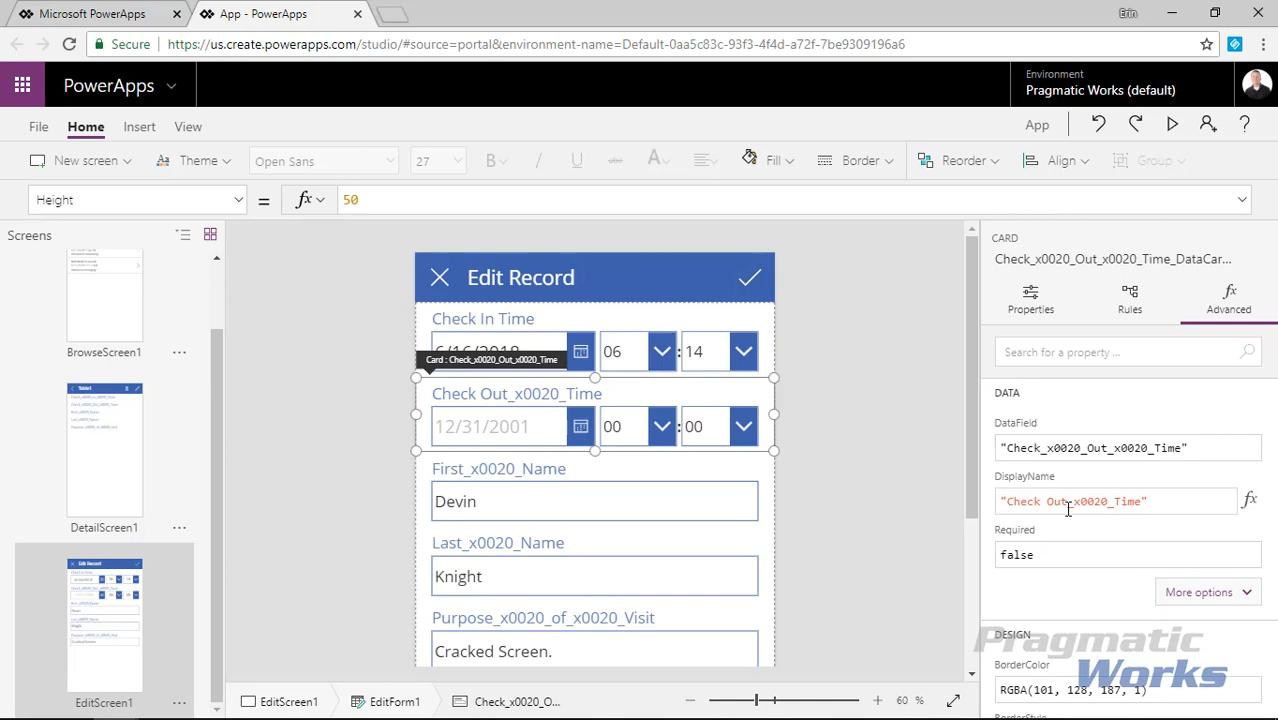 Microsoft PowerApps
App - PowerApps
Erin
Secure
https://us.create.powerapps.com/studio/#source=portal&environment-name=Default-0aa5c83c-93f3-4f4d-a72f-7be9309196a6
PowerApps
Environment
Pragmatic Works (default)
File
Home
Insert
View
App
New screen
Theme
Open Sans
27
B
I
U
abc
A
Fill
Border
Reorder
Align
Group
Height
=
fx
50
Screens
BrowseScreen1
DetailScreen1
EditScreen1
Edit Record
Check In Time
06
:
14
Card : Check_x0020_Out_x0020_Time
Check Out_x0020_Time
12/31/2001
00
:
00
First_x0020_Name
Devin
Last_x0020_Name
Knight
Purpose_x0020_of_x0020_Visit
Cracked Screen.
CARD
Check_x0020_Out_x0020_Time_DataCar...
Properties
Rules
Advanced
Search for a property ...
DATA
DataField
"Check_x0020_Out_x0020_Time"
DisplayName
"Check Out_x0020_Time"
fx
Required
false
More options
DESIGN
BorderColor
RGBA(101, 128, 187, 1)
BorderStyle
Pragmatic
Works
EditScreen1
EditForm1
Check_x0020_O...
60 %